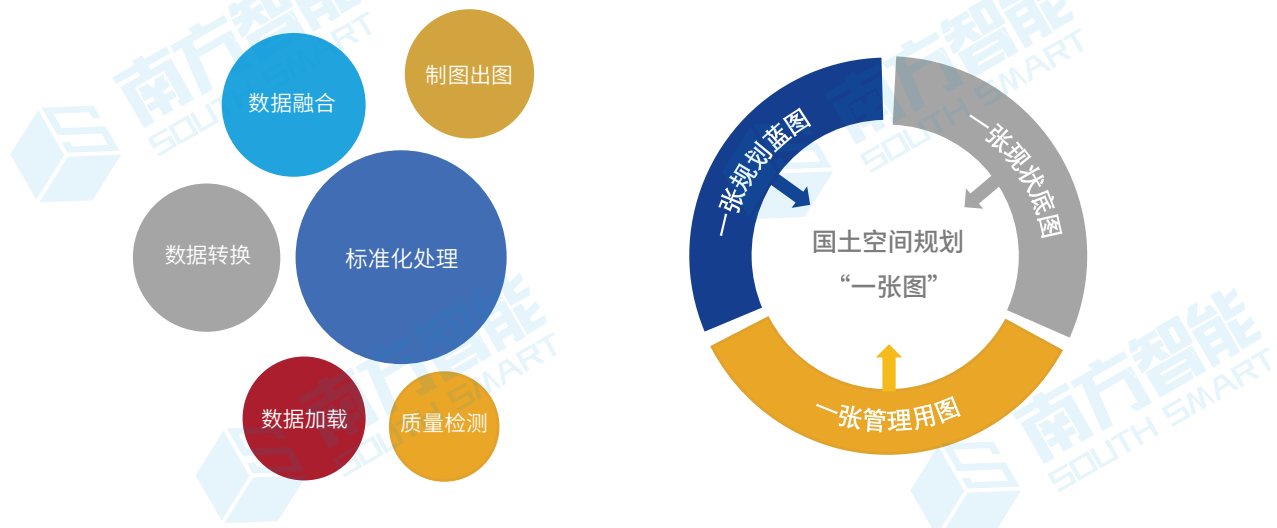 制图出图
数据融合
标准化处理
数据转换
数据加载
质量检测
一张规划蓝图
一张现状底图
国土空间规划
“一张图”
一张管理用图
南方智能
SOUTH SMART
南方智能
SOUTH SMART
南方智能
SOUTH SMART
南方智能
SOUTH SMART